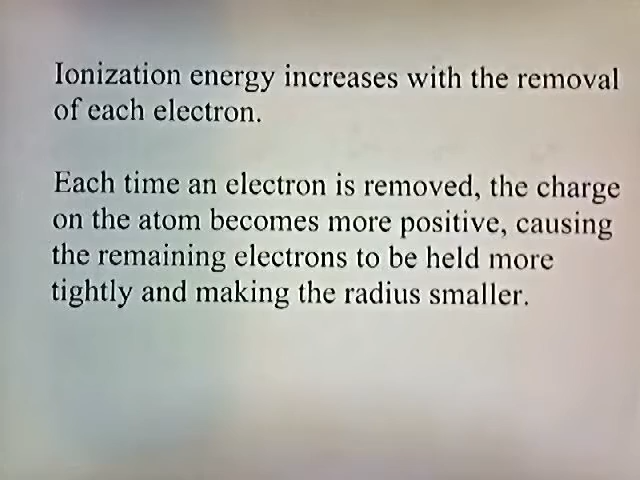 Ionization energy increases with the removal
of each electron.
Each time an electron is removed, the charge
on the atom becomes more positive, causing
the remaining electrons to be held more
tightly and making the radius smaller.